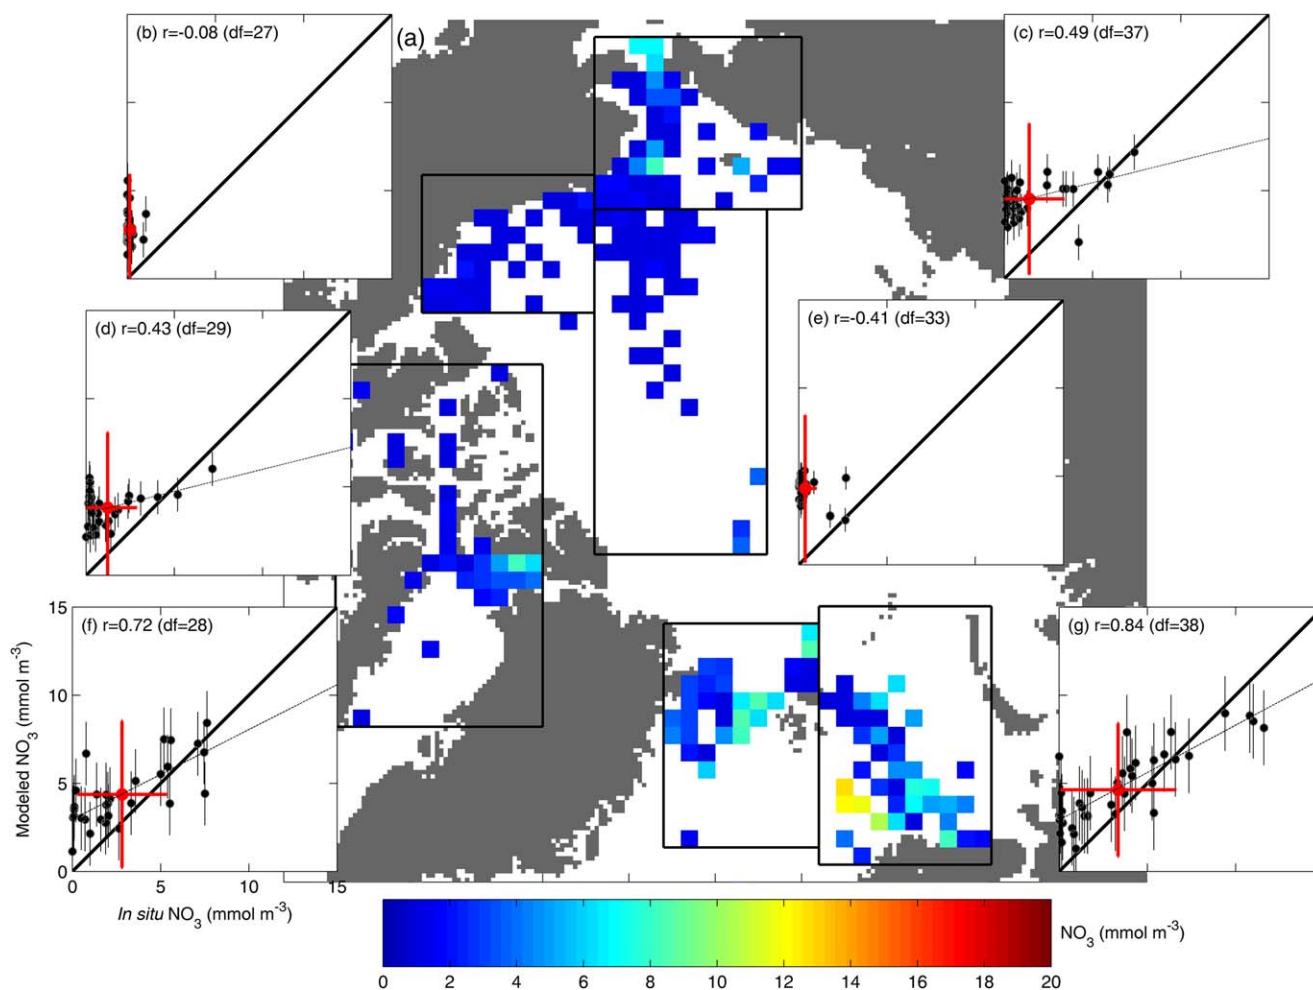 (b) r=-0.08 (df=27)
(a)
(c) r=0.49 (df=37)
(d) r=0.43 (df=29)
(e) r=-0.41 (df=33)
15
(f) r=0.72 (df=28)
(g) r=0.84 (df=38)
10
5
0
Modeled NO3 (mmol m-3)
0 5 10 15
In situ NO3 (mmol m-3)
NO3 (mmol m-3)
0 2 4 6 8 10 12 14 16 18 20